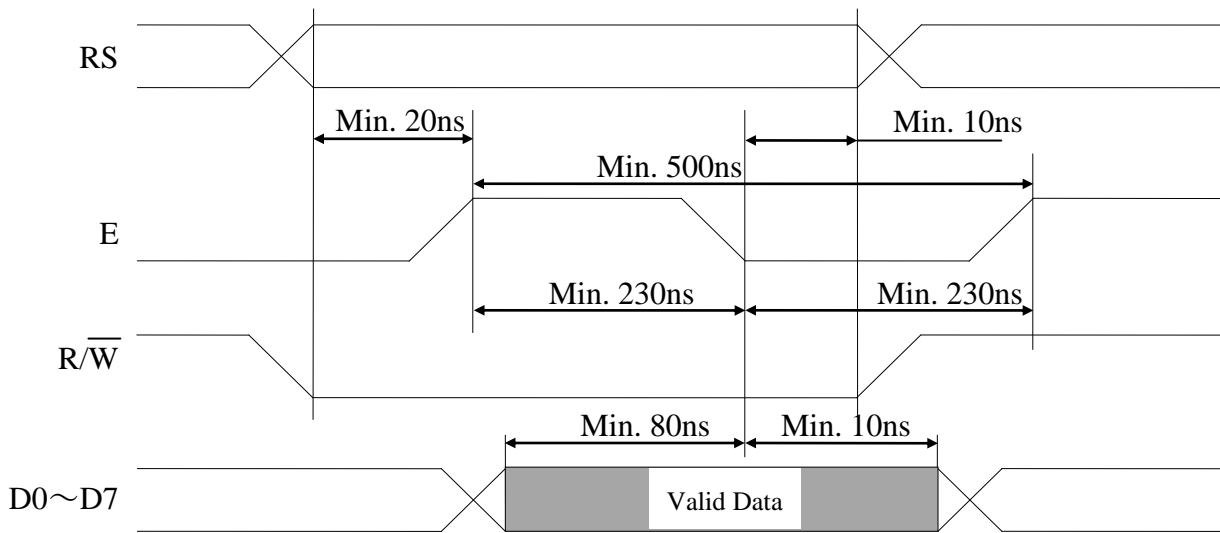 RS
Min. 20ns
Min. 10ns
Min. 500ns
E
Min. 230ns
Min. 230ns
R/W̅
Min. 80ns
Min. 10ns
D0～D7
Valid Data